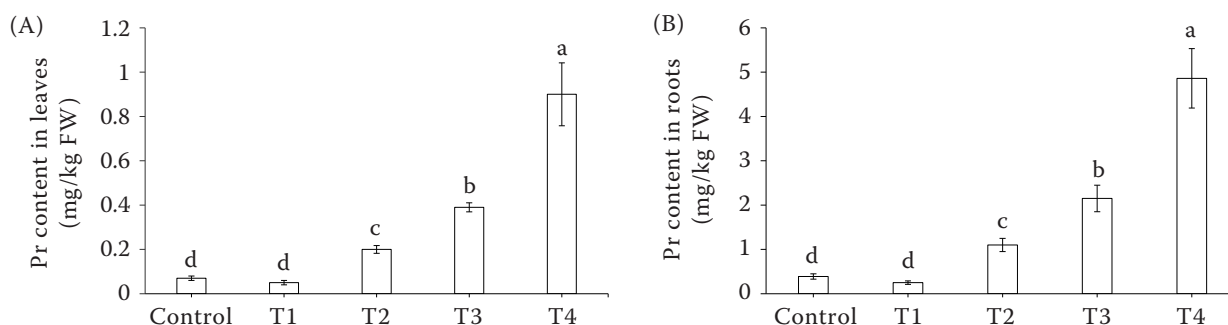 (A)
Pr content in leaves
(mg/kg FW)
1.2
1
0.8
0.6
0.4
0.2
0
d
d
c
b
a
Control T1 T2 T3 T4
(B)
Pr content in roots
(mg/kg FW)
6
5
4
3
2
1
0
d
d
c
b
a
Control T1 T2 T3 T4